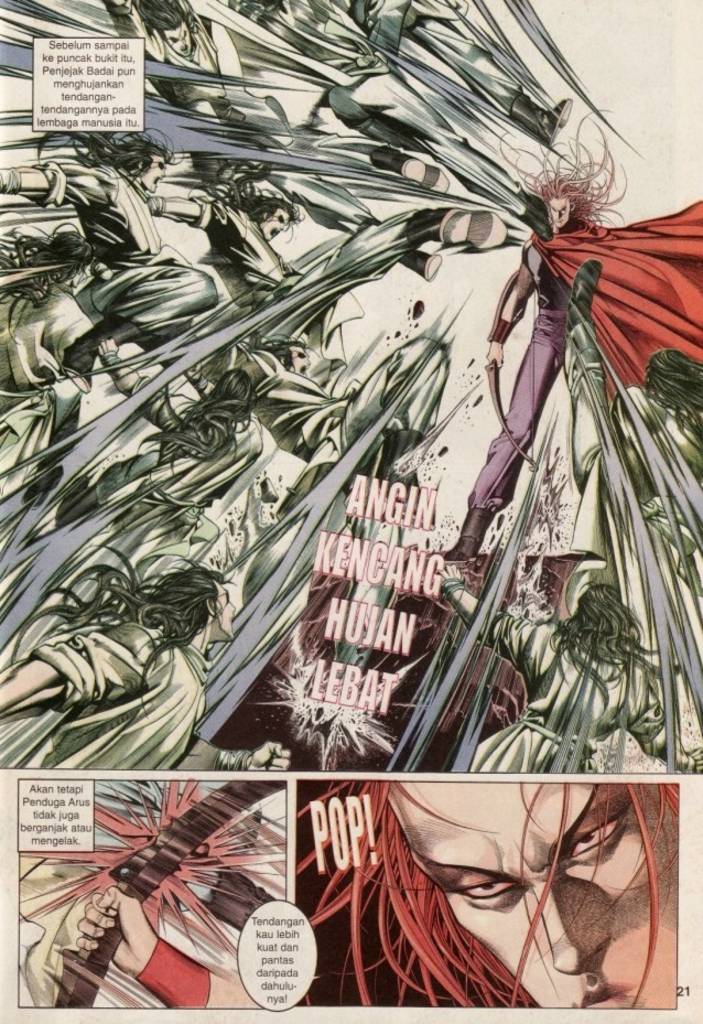 Sebelum sampai
ke puncak bukit itu,
Penjejak Badai pun
menghujankan
tendangan-
tendangannya pada
lembaga manusia itu.
ANGIN
KENCANG
HUJAN
LEBAT
Akan tetapi
Penduga Arus
tidak juga
berganjak atau
mengelak.
Tendangan
kau lebih
kuat dan
pantas
daripada
dahulu-
nya!
POP!
21